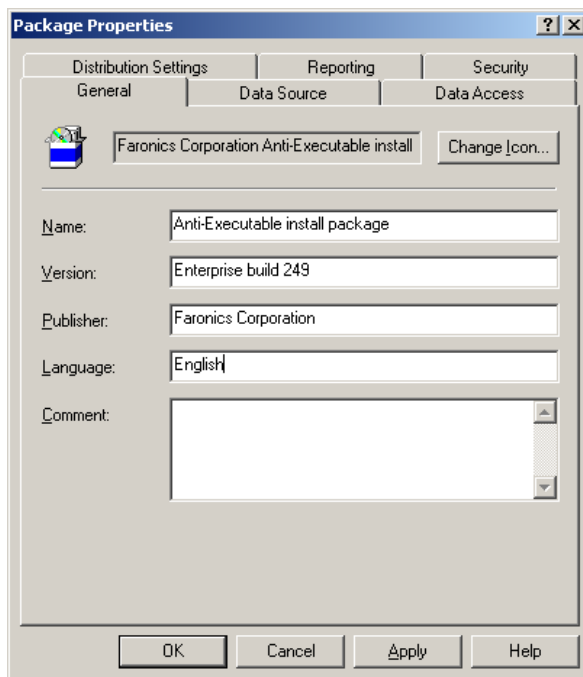 Package Properties
Distribution Settings Reporting Security
General Data Source Data Access
Faronics Corporation Anti-Executable install
Change Icon...
Name: Anti-Executable install package
Version: Enterprise build 249
Publisher: Faronics Corporation
Language: English
Comment:
OK Cancel Apply Help